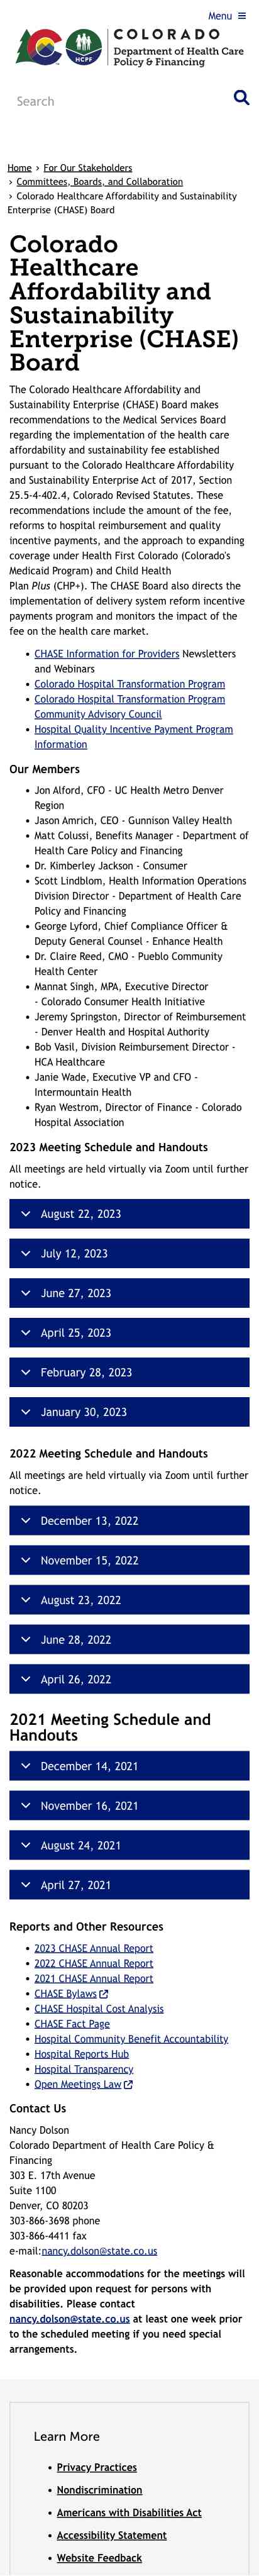 Menu
COLORADO
Department of Health Care
Policy & Financing
HCPF
Search
Home › For Our Stakeholders
› Committees, Boards, and Collaboration
› Colorado Healthcare Affordability and Sustainability
Enterprise (CHASE) Board
Colorado
Healthcare
Affordability and
Sustainability
Enterprise (CHASE)
Board
The Colorado Healthcare Affordability and
Sustainability Enterprise (CHASE) Board makes
recommendations to the Medical Services Board
regarding the implementation of the health care
affordability and sustainability fee established
pursuant to the Colorado Healthcare Affordability
and Sustainability Enterprise Act of 2017, Section
25.5-4-402.4, Colorado Revised Statutes. These
recommendations include the amount of the fee,
reforms to hospital reimbursement and quality
incentive payments, and the approach to expanding
coverage under Health First Colorado (Colorado's
Medicaid Program) and Child Health
Plan Plus (CHP+). The CHASE Board also directs the
implementation of delivery system reform incentive
payments program and monitors the impact of the
fee on the health care market.
• CHASE Information for Providers Newsletters
and Webinars
• Colorado Hospital Transformation Program
• Colorado Hospital Transformation Program
Community Advisory Council
• Hospital Quality Incentive Payment Program
Information
Our Members
• Jon Alford, CFO - UC Health Metro Denver
Region
• Jason Amrich, CEO - Gunnison Valley Health
• Matt Colussi, Benefits Manager - Department of
Health Care Policy and Financing
• Dr. Kimberley Jackson - Consumer
• Scott Lindblom, Health Information Operations
Division Director - Department of Health Care
Policy and Financing
• George Lyford, Chief Compliance Officer &
Deputy General Counsel - Enhance Health
• Dr. Claire Reed, CMO - Pueblo Community
Health Center
• Mannat Singh, MPA, Executive Director
- Colorado Consumer Health Initiative
• Jeremy Springston, Director of Reimbursement
- Denver Health and Hospital Authority
• Bob Vasil, Division Reimbursement Director -
HCA Healthcare
• Janie Wade, Executive VP and CFO -
Intermountain Health
• Ryan Westrom, Director of Finance - Colorado
Hospital Association
2023 Meeting Schedule and Handouts
All meetings are held virtually via Zoom until further
notice.
August 22, 2023
July 12, 2023
June 27, 2023
April 25, 2023
February 28, 2023
January 30, 2023
2022 Meeting Schedule and Handouts
All meetings are held virtually via Zoom until further
notice.
December 13, 2022
November 15, 2022
August 23, 2022
June 28, 2022
April 26, 2022
2021 Meeting Schedule and
Handouts
December 14, 2021
November 16, 2021
August 24, 2021
April 27, 2021
Reports and Other Resources
• 2023 CHASE Annual Report
• 2022 CHASE Annual Report
• 2021 CHASE Annual Report
• CHASE Bylaws
• CHASE Hospital Cost Analysis
• CHASE Fact Page
• Hospital Community Benefit Accountability
• Hospital Reports Hub
• Hospital Transparency
• Open Meetings Law
Contact Us
Nancy Dolson
Colorado Department of Health Care Policy &
Financing
303 E. 17th Avenue
Suite 1100
Denver, CO 80203
303-866-3698 phone
303-866-4411 fax
e-mail:nancy.dolson@state.co.us
Reasonable accommodations for the meetings will
be provided upon request for persons with
disabilities. Please contact
nancy.dolson@state.co.us at least one week prior
to the scheduled meeting if you need special
arrangements.
Learn More
• Privacy Practices
• Nondiscrimination
• Americans with Disabilities Act
• Accessibility Statement
• Website Feedback